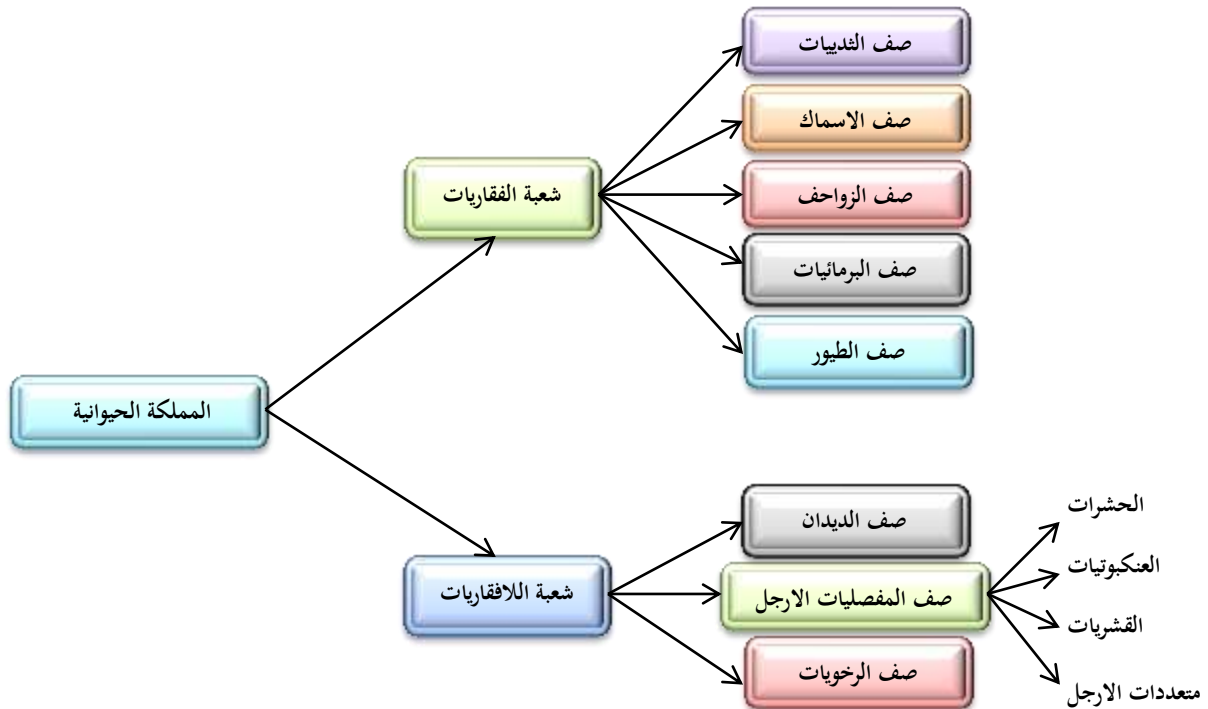 صف الثدييات
صف الاسماك
شعبة الفقاريات
صف الزواحف
صف البرمائيات
صف الطيور
المملكة الحيوانية
صف الديدان
الحشرات
العنكبوتيات
شعبة اللافقاريات
صف المفصليات الارجل
القشريات
صف الرخويات
متعددات الارجل